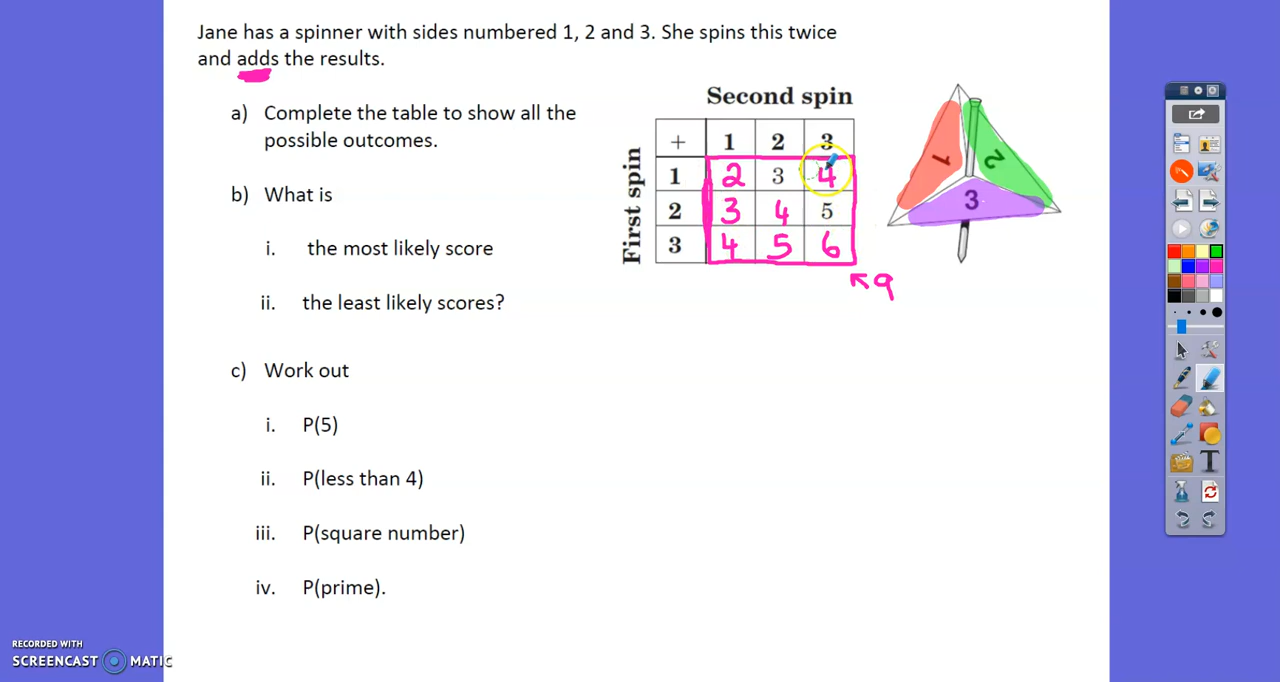 Jane has a spinner with sides numbered 1, 2 and 3. She spins this twice
and adds the results.
a) Complete the table to show all the
possible outcomes.
b) What is
i. the most likely score
ii. the least likely scores?
c) Work out
i. P(5)
ii. P(less than 4)
iii. P(square number)
iv. P(prime).
Second spin
First spin
+ 1 2 3
1 2 3 4
2 3 4 5
3 4 5 6
9
1 2
3
T
RECORDED WITH
SCREENCAST MATIC